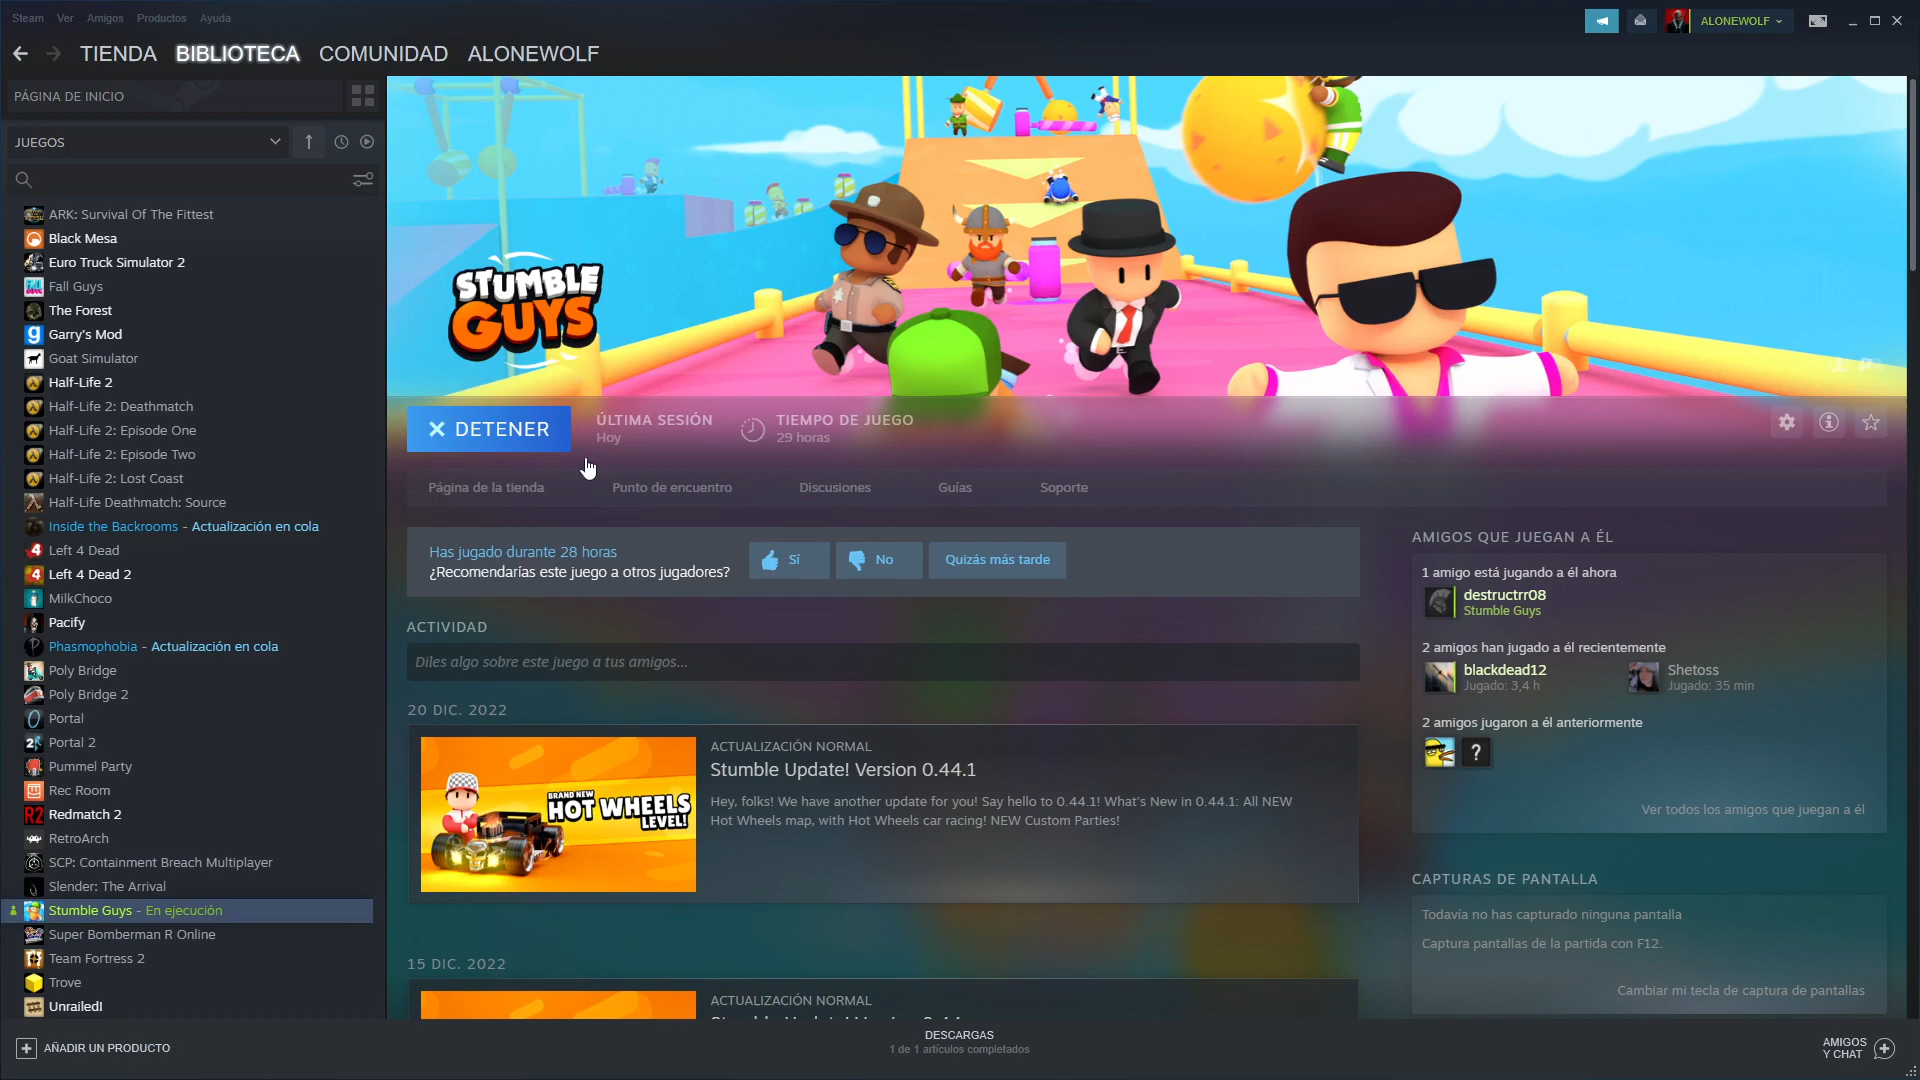 Steam Ver Amigos Productos Ayuda
ALONEWOLF
TIENDA BIBLIOTECA COMUNIDAD ALONEWOLF
PÁGINA DE INICIO
JUEGOS
ARK: Survival Of The Fittest
Black Mesa
Euro Truck Simulator 2
Fall Guys
The Forest
Garry's Mod
Goat Simulator
Half-Life 2
Half-Life 2: Deathmatch
Half-Life 2: Episode One
Half-Life 2: Episode Two
Half-Life 2: Lost Coast
Half-Life Deathmatch: Source
Inside the Backrooms - Actualización en cola
Left 4 Dead
Left 4 Dead 2
MilkChoco
Pacify
Phasmophobia - Actualización en cola
Poly Bridge
Poly Bridge 2
Portal
Portal 2
Pummel Party
Rec Room
Redmatch 2
RetroArch
SCP: Containment Breach Multiplayer
Slender: The Arrival
Stumble Guys - En ejecución
Super Bomberman R Online
Team Fortress 2
Trove
Unrailed!
STUMBLE
GUYS
DETENER
ÚLTIMA SESIÓN
Hoy
TIEMPO DE JUEGO
29 horas
Página de la tienda Punto de encuentro Discusiones Guías Soporte
Has jugado durante 28 horas
¿Recomendarías este juego a otros jugadores?
Sí No Quizás más tarde
ACTIVIDAD
Diles algo sobre este juego a tus amigos...
20 DIC. 2022
BRAND NEW
HOT WHEELS
LEVEL!
ACTUALIZACIÓN NORMAL
Stumble Update! Version 0.44.1
Hey, folks! We have another update for you! Say hello to 0.44.1! What's New in 0.44.1: All NEW
Hot Wheels map, with Hot Wheels car racing! NEW Custom Parties!
15 DIC. 2022
ACTUALIZACIÓN NORMAL
AMIGOS QUE JUEGAN A ÉL
1 amigo está jugando a él ahora
destructrr08
Stumble Guys
2 amigos han jugado a él recientemente
blackdead12
Jugado: 3,4 h
Shetoss
Jugado: 35 min
2 amigos jugaron a él anteriormente
?
Ver todos los amigos que juegan a él
CAPTURAS DE PANTALLA
Todavía no has capturado ninguna pantalla
Captura pantallas de la partida con F12.
Cambiar mi tecla de captura de pantallas
AÑADIR UN PRODUCTO
DESCARGAS
1 de 1 artículos completados
AMIGOS
Y CHAT